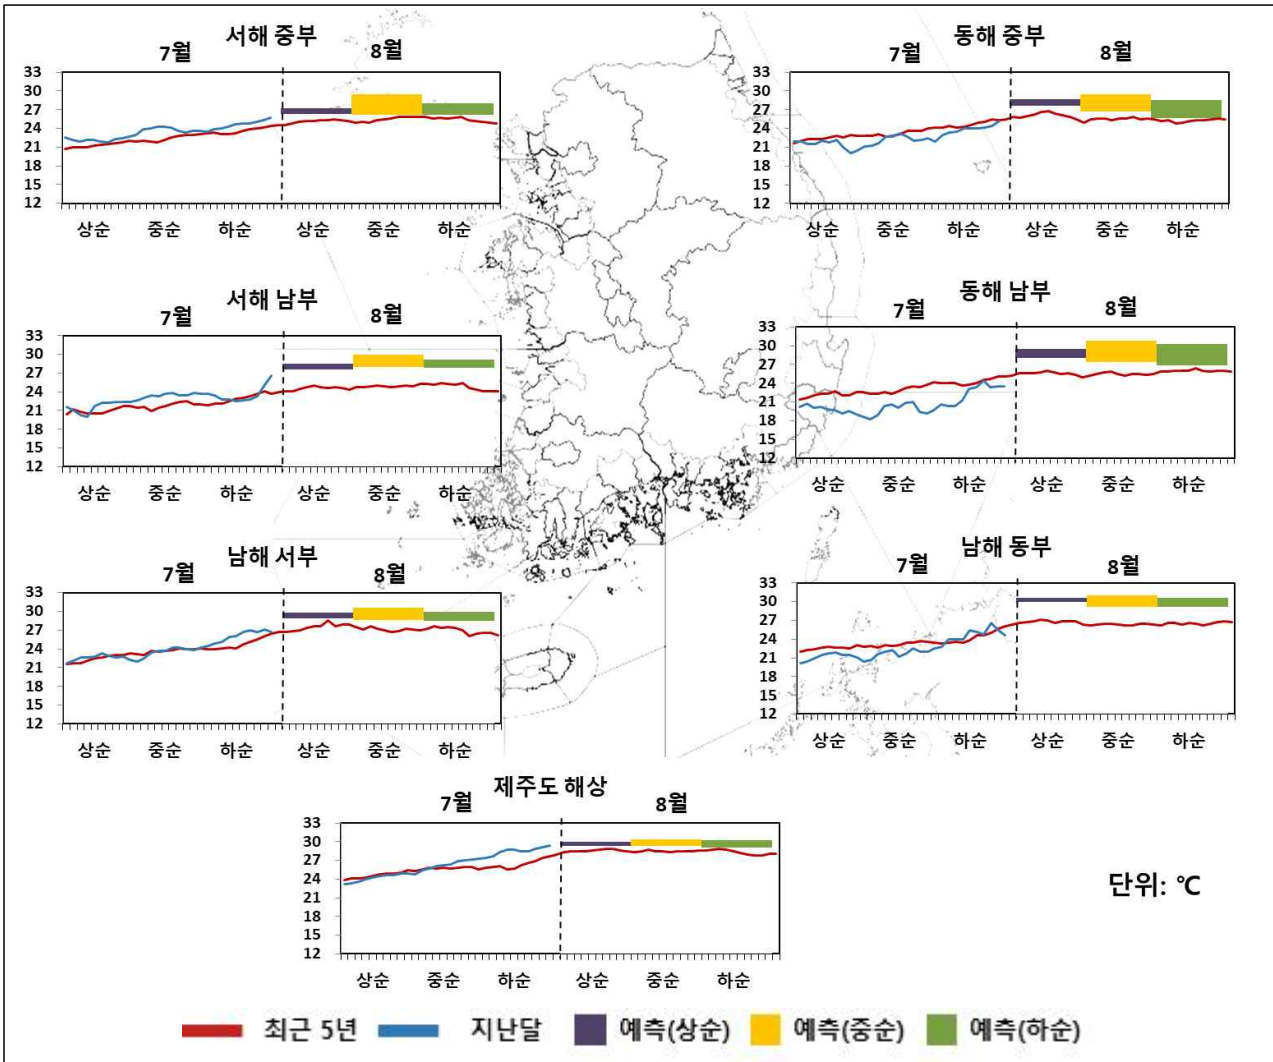 서해 중부
7월 8월
33
30
27
24
21
18
15
12
상순 중순 하순 상순 중순 하순
동해 중부
7월 8월
33
30
27
24
21
18
15
12
상순 중순 하순 상순 중순 하순
서해 남부
7월 8월
33
30
27
24
21
18
15
12
상순 중순 하순 상순 중순 하순
동해 남부
7월 8월
33
30
27
24
21
18
15
12
상순 중순 하순 상순 중순 하순
남해 서부
7월 8월
33
30
27
24
21
18
15
12
상순 중순 하순 상순 중순 하순
남해 동부
7월 8월
33
30
27
24
21
18
15
12
상순 중순 하순 상순 중순 하순
제주도 해상
7월 8월
33
30
27
24
21
18
15
12
상순 중순 하순 상순 중순 하순
단위: ℃
최근 5년 지난달 예측(상순) 예측(중순) 예측(하순)